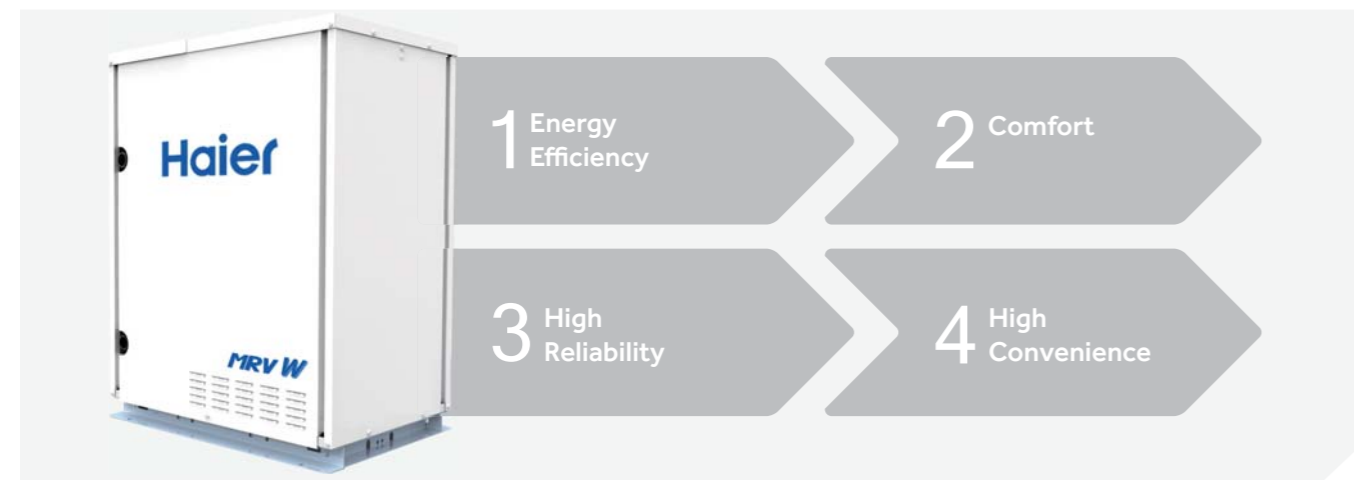 Haier
MRV W
1 Energy
Efficiency
2 Comfort
3 High
Reliability
4 High
Convenience